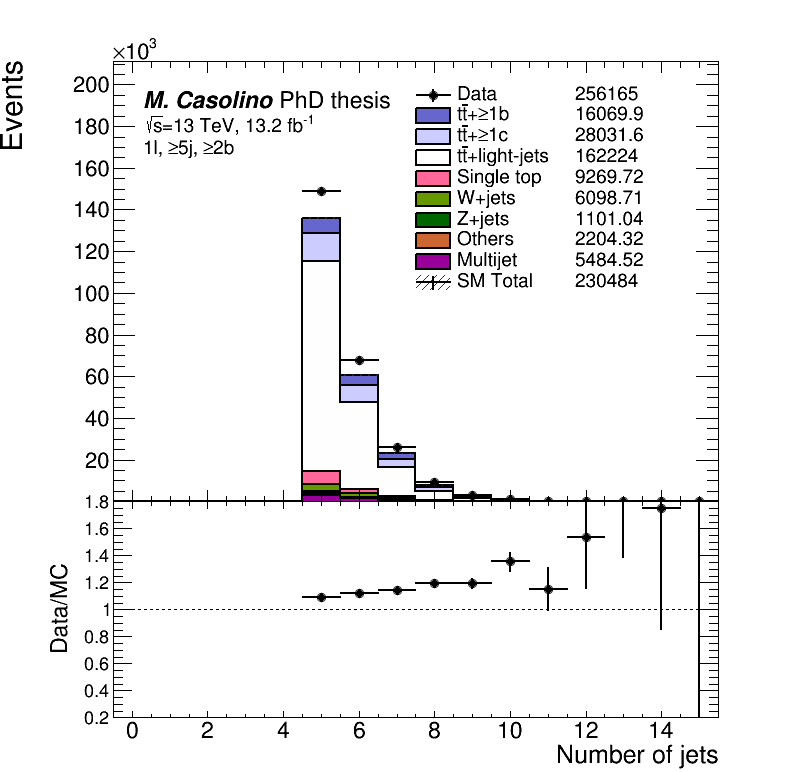 ×10³
Events
200
180
160
140
120
100
80
60
40
20
M. Casolino PhD thesis
√s=13 TeV, 13.2 fb⁻¹
1l, ≥5j, ≥2b
Data 256165
tt̄+≥1b 16069.9
tt̄+≥1c 28031.6
tt̄+light-jets 162224
Single top 9269.72
W+jets 6098.71
Z+jets 1101.04
Others 2204.32
Multijet 5484.52
SM Total 230484
Data/MC
1.8
1.6
1.4
1.2
1
0.8
0.6
0.4
0.2
0 2 4 6 8 10 12 14
Number of jets